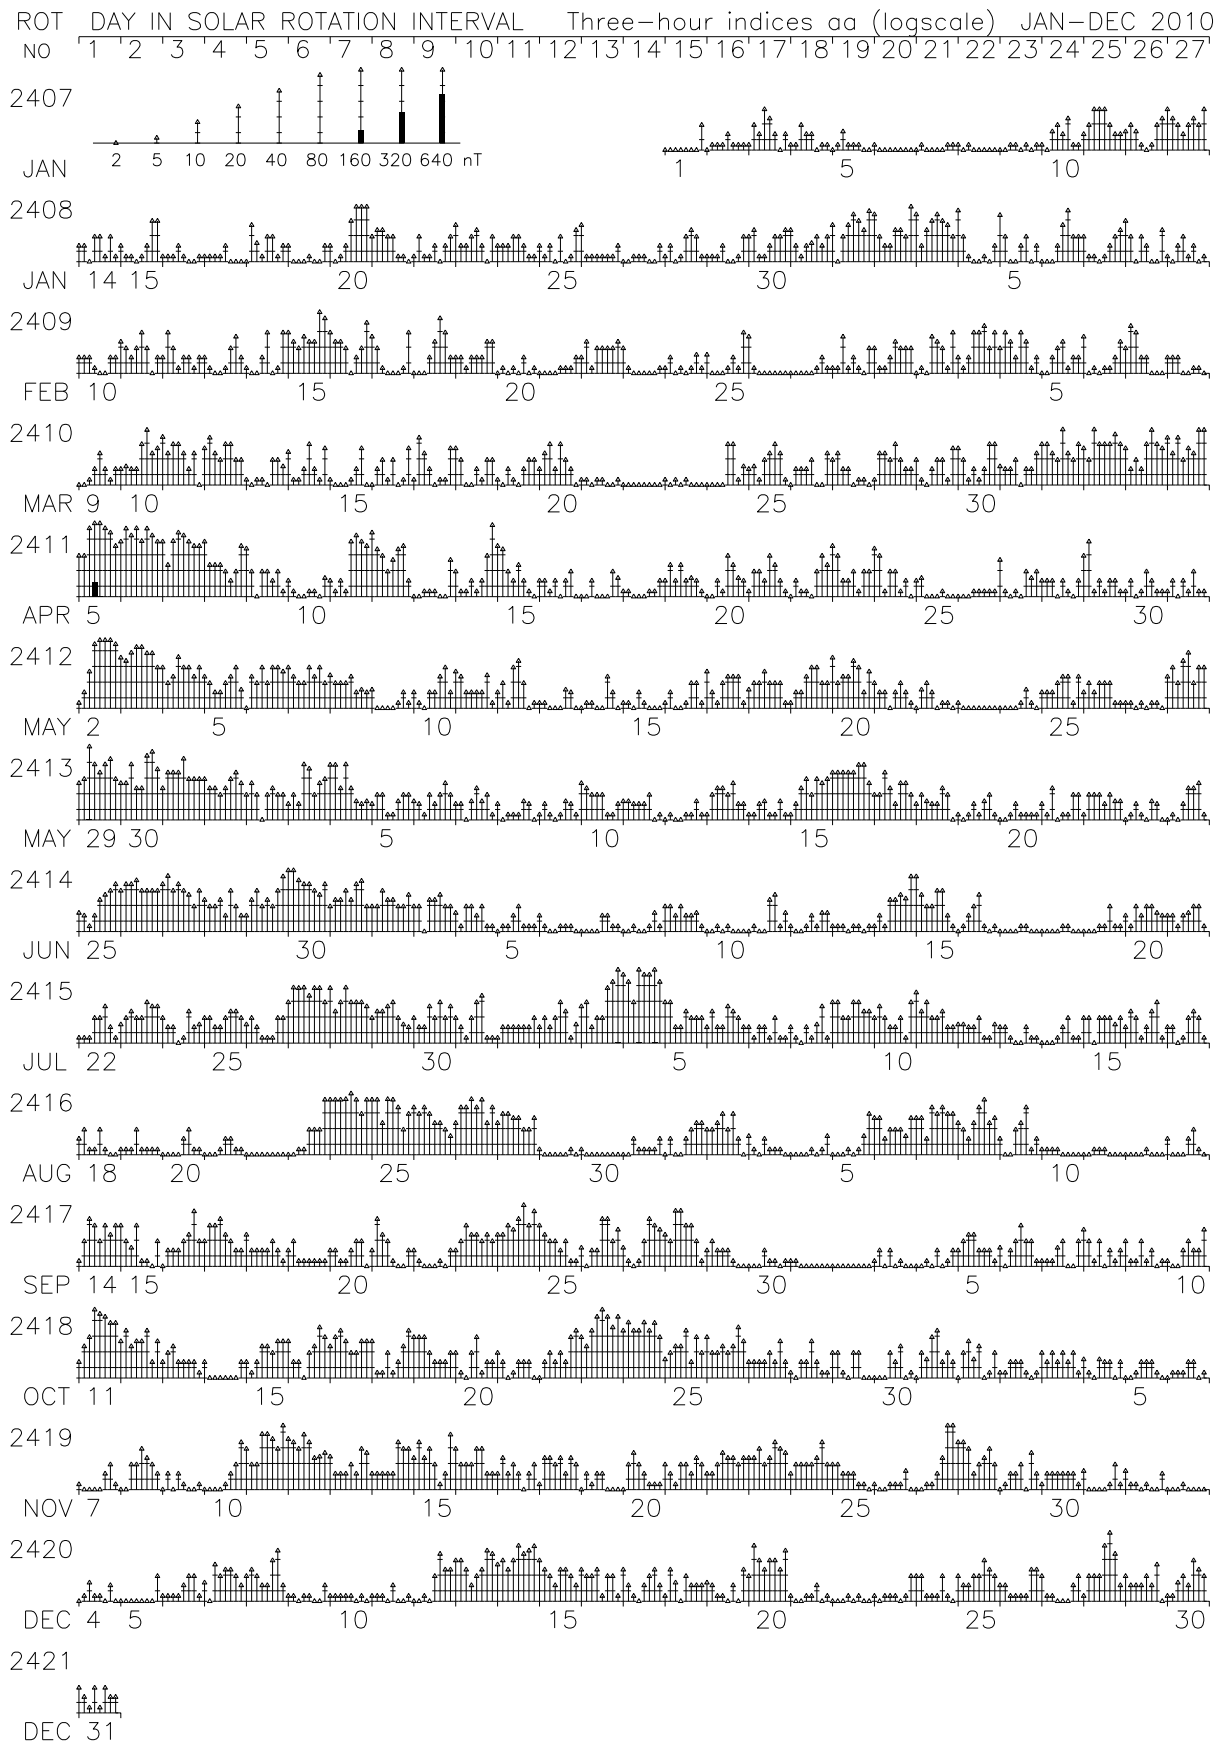 ROT DAY IN SOLAR ROTATION INTERVAL Three-hour indices aa (logscale) JAN-DEC 2010
NO 1 2 3 4 5 6 7 8 9 10 11 12 13 14 15 16 17 18 19 20 21 22 23 24 25 26 27
2407
2 5 10 20 40 80 160 320 640 nT
JAN 1 5 10
2408
JAN 14 15 20 25 30 5
2409
FEB 10 15 20 25 5
2410
MAR 9 10 15 20 25 30
2411
APR 5 10 15 20 25 30
2412
MAY 2 5 10 15 20 25
2413
MAY 29 30 5 10 15 20
2414
JUN 25 30 5 10 15 20
2415
JUL 22 25 30 5 10 15
2416
AUG 18 20 25 30 5 10
2417
SEP 14 15 20 25 30 5 10
2418
OCT 11 15 20 25 30 5
2419
NOV 7 10 15 20 25 30
2420
DEC 4 5 10 15 20 25 30
2421
DEC 31